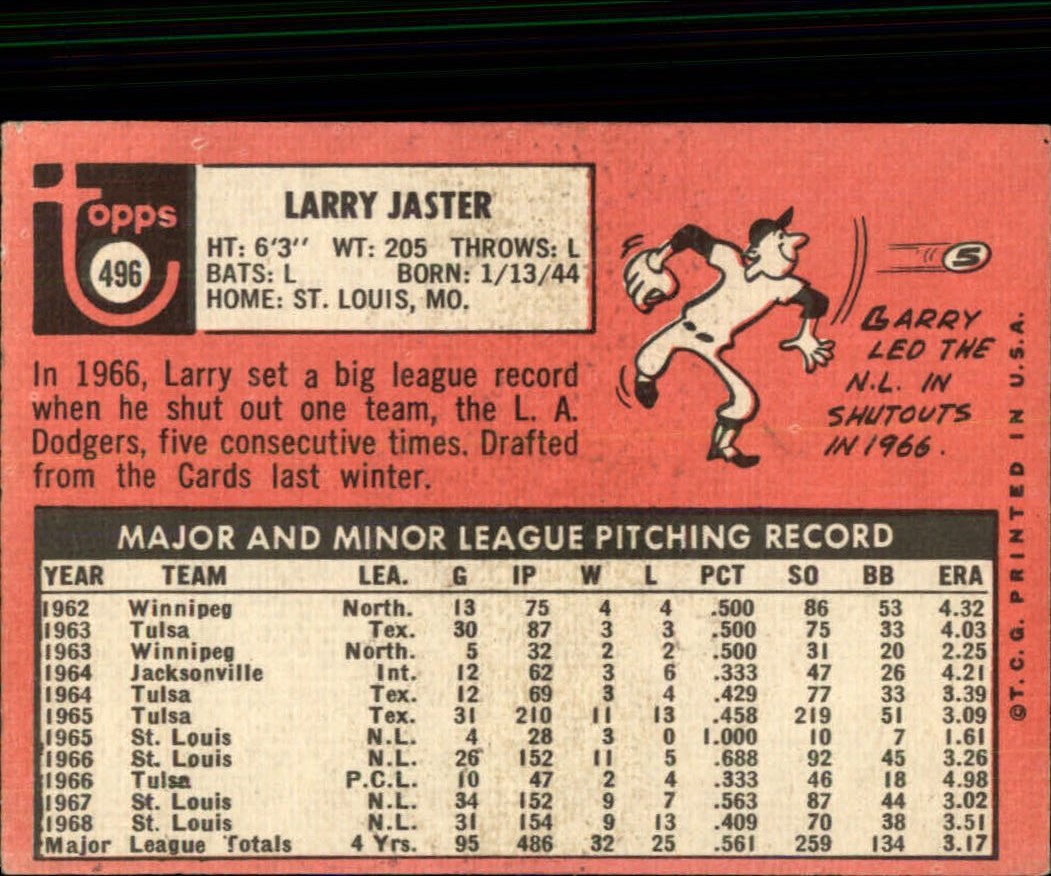 topps
496
LARRY JASTER
HT: 6'3'' WT: 205 THROWS: L
BATS: L BORN: 1/13/44
HOME: ST. LOUIS, MO.
In 1966, Larry set a big league record
when he shut out one team, the L. A.
Dodgers, five consecutive times. Drafted
from the Cards last winter.
5
LARRY
LED THE
N.L. IN
SHUTOUTS
IN 1966.
©T. C. G. PRINTED IN U.S.A.
MAJOR AND MINOR LEAGUE PITCHING RECORD
YEAR TEAM LEA. G IP W L PCT SO BB ERA
1962 Winnipeg North. 13 75 4 4 .500 86 53 4.32
1963 Tulsa Tex. 30 87 3 3 .500 75 33 4.03
1963 Winnipeg North. 5 32 2 2 .500 31 20 2.25
1964 Jacksonville Int. 12 62 3 6 .333 47 26 4.21
1964 Tulsa Tex. 12 69 3 4 .429 77 33 3.39
1965 Tulsa Tex. 31 210 11 13 .458 219 51 3.09
1965 St. Louis N.L. 4 28 3 0 1.000 10 7 1.61
1966 St. Louis N.L. 26 152 11 5 .688 92 45 3.26
1966 Tulsa P.C.L. 10 47 2 4 .333 46 18 4.98
1967 St. Louis N.L. 34 152 9 7 .563 87 44 3.02
1968 St. Louis N.L. 31 154 9 13 .409 70 38 3.51
Major League Totals 4 Yrs. 95 486 32 25 .561 259 134 3.17